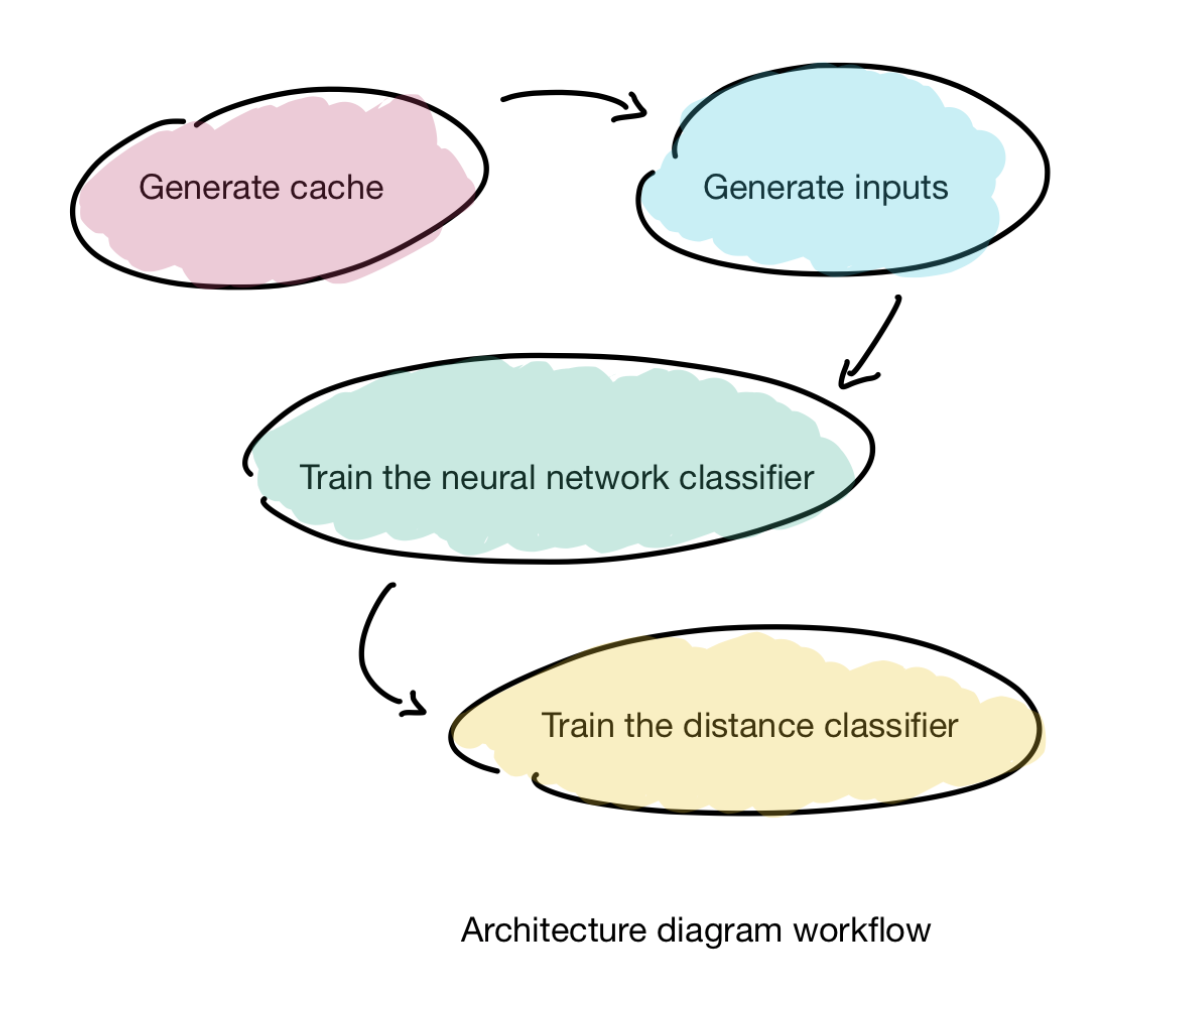 Generate cache
Generate inputs
Train the neural network classifier
Train the distance classifier
Architecture diagram workflow